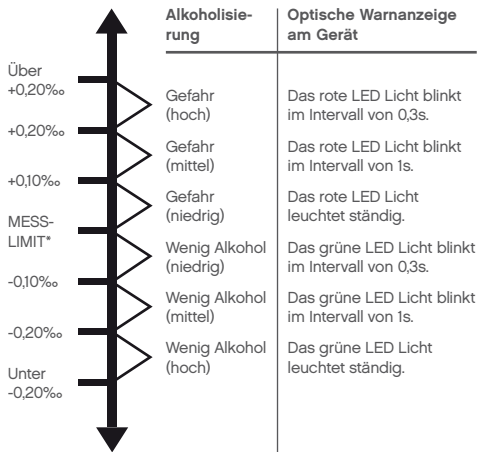 Alkoholisie-
rung
Optische Warnanzeige
am Gerät
Über
+0,20‰
+0,20‰
+0,10‰
MESS-
LIMIT*
-0,10‰
-0,20‰
Unter
-0,20‰
Gefahr
(hoch)
Das rote LED Licht blinkt
im Intervall von 0,3s.
Gefahr
(mittel)
Das rote LED Licht blinkt
im Intervall von 1s.
Gefahr
(niedrig)
Das rote LED Licht
leuchtet ständig.
Wenig Alkohol
(niedrig)
Das grüne LED Licht blinkt
im Intervall von 0,3s.
Wenig Alkohol
(mittel)
Das grüne LED Licht blinkt
im Intervall von 1s.
Wenig Alkohol
(hoch)
Das grüne LED Licht
leuchtet ständig.